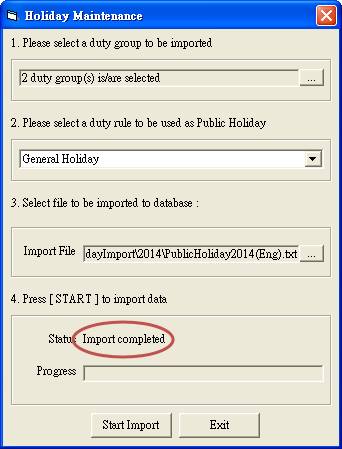 Holiday Maintenance
1. Please select a duty group to be imported
2 duty group(s) is/are selected
...
2. Please select a duty rule to be used as Public Holiday
General Holiday
3. Select file to be imported to database :
Import File dayImport\2014\PublicHoliday2014(Eng).txt ...
4. Press [ START ] to import data
Status Import completed
Progress
Start Import Exit